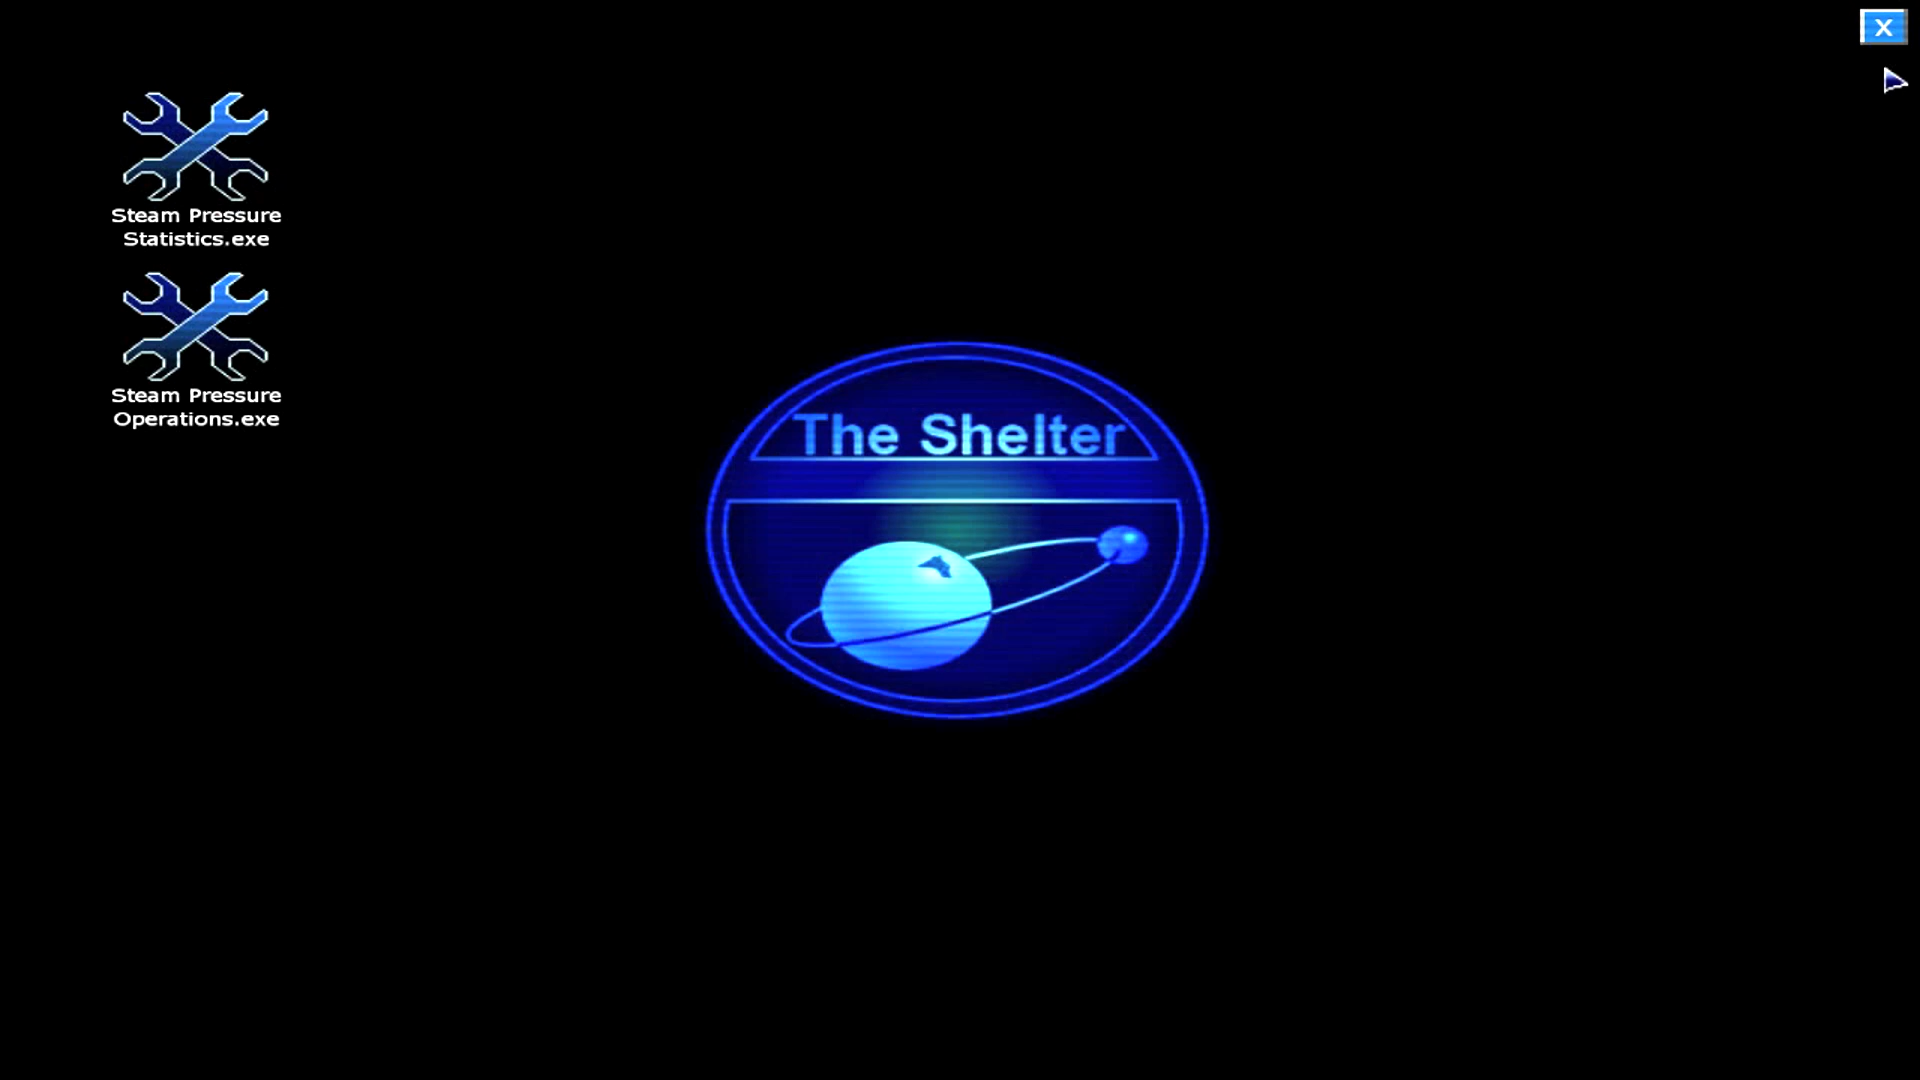 X
Steam Pressure
Statistics.exe
Steam Pressure
Operations.exe
The Shelter